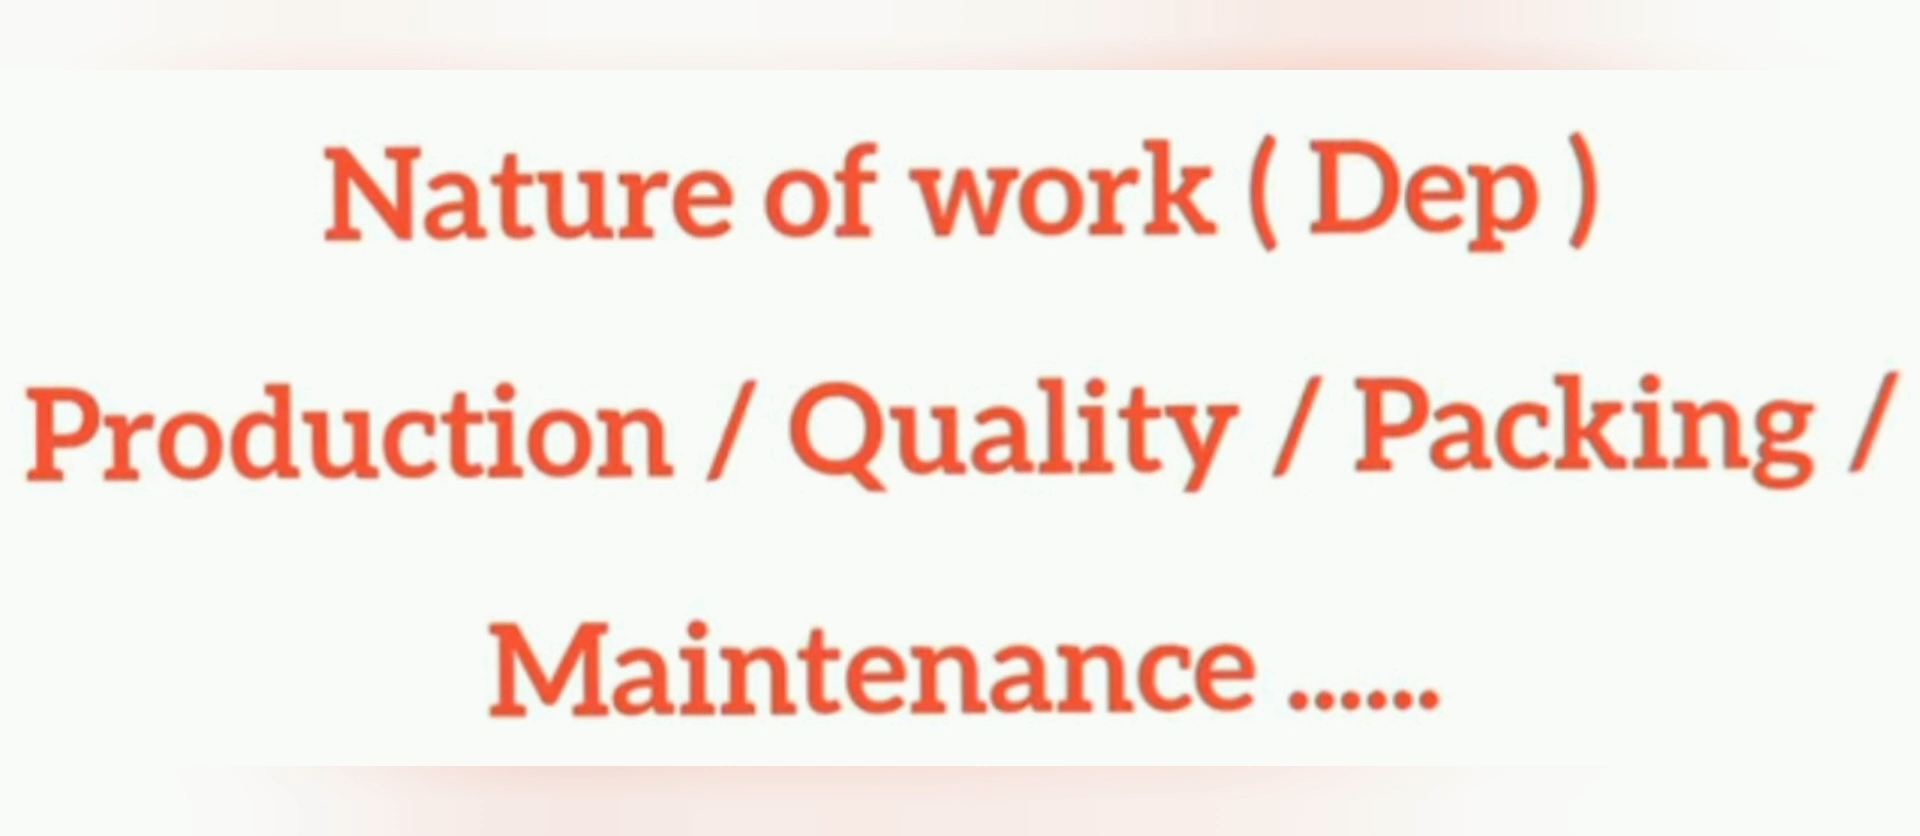 Nature of work ( Dep )
Production / Quality / Packing /
Maintenance ......